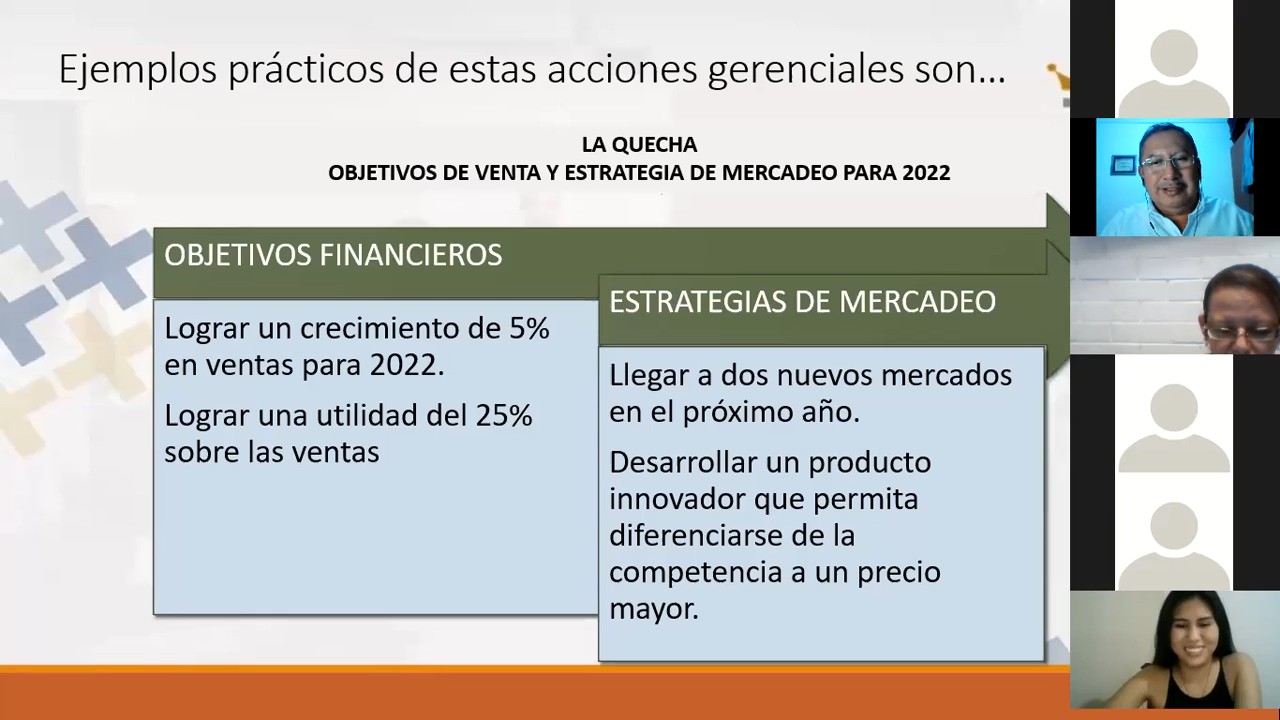 Ejemplos prácticos de estas acciones gerenciales son...
LA QUECHA
OBJETIVOS DE VENTA Y ESTRATEGIA DE MERCADEO PARA 2022
OBJETIVOS FINANCIEROS
Lograr un crecimiento de 5%
en ventas para 2022.
Lograr una utilidad del 25%
sobre las ventas
ESTRATEGIAS DE MERCADEO
Llegar a dos nuevos mercados
en el próximo año.
Desarrollar un producto
innovador que permita
diferenciarse de la
competencia a un precio
mayor.